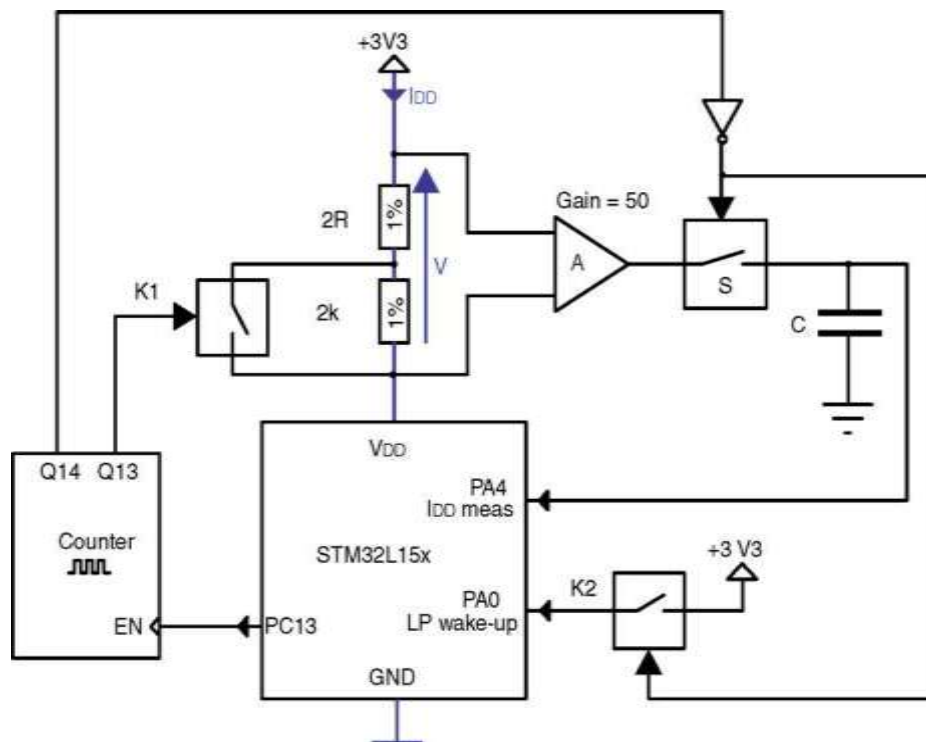 +3V3
IDD
Gain = 50
2R
1%
A
V
K1
S
2k
1%
C
VDD
Q14 Q13
PA4
IDD meas
Counter
STM32L15x
+3 V3
K2
PA0
LP wake-up
EN
PC13
GND